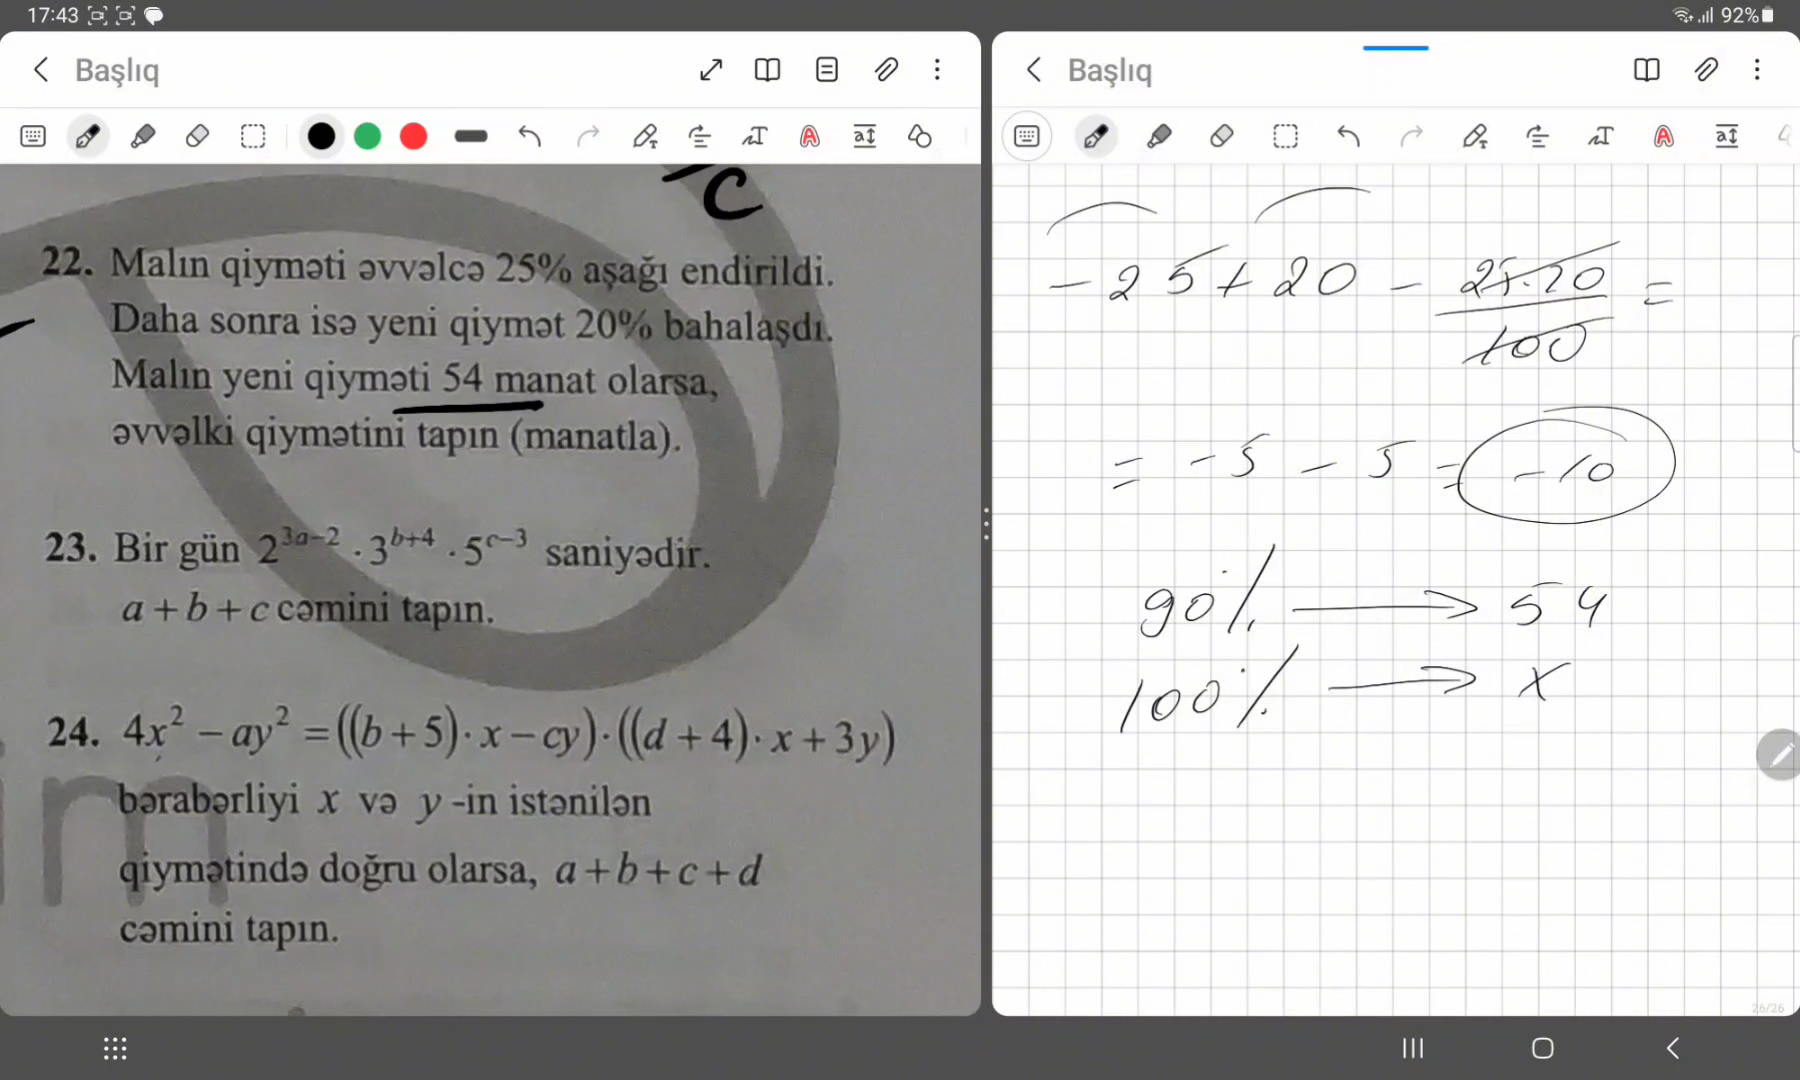 17:43
92%
Başlıq
c
22. Malın qiyməti əvvəlcə 25% aşağı endirildi.
Daha sonra isə yeni qiymət 20% bahalaşdı.
Malın yeni qiyməti 54 manat olarsa,
əvvəlki qiymətini tapın (manatla).
23. Bir gün 2^{3a-2} · 3^{b+4} · 5^{c-3} saniyədir.
a + b + c cəmini tapın.
24. 4x² – ay² = ((b + 5) · x – cy) · ((d + 4) · x + 3y)
bərabərliyi x və y -in istənilən
qiymətində doğru olarsa, a + b + c + d
cəmini tapın.
im
Başlıq
- 25 + 20 - 25·20/100 =
= - 5 - 5 = - 10
90% → 54
100% → x
26/26